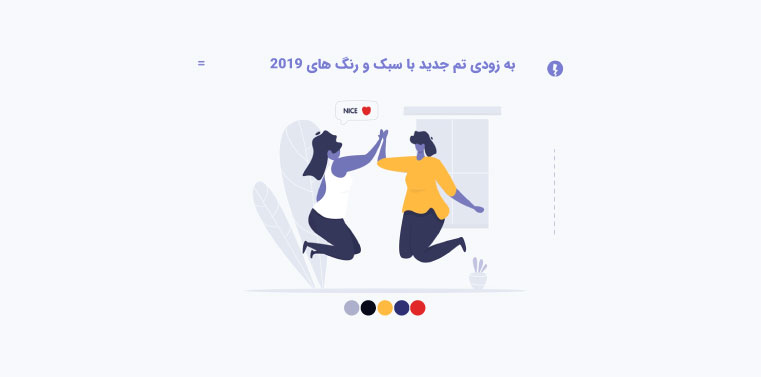 به زودی تم جدید با سبک و رنگ های 2019
=
NICE